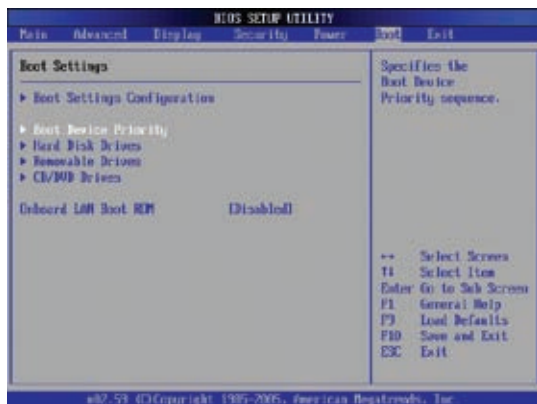 BIOS SETUP UTILITY
Main Advanced Display Security Power Boot Exit
Boot Settings
Boot Settings Configuration
Boot Device Priority
Hard Disk Drives
Removable Drives
CD/DVD Drives
Onboard LAN Boot ROM [Disabled]
Specifies the
Boot Device
Priority sequence.
↔ Select Screen
↑↓ Select Item
Enter Go to Sub Screen
F1 General Help
F9 Load Defaults
F10 Save and Exit
ESC Exit
v02.59 (C)Copyright 1985-2005, American Megatrends, Inc.